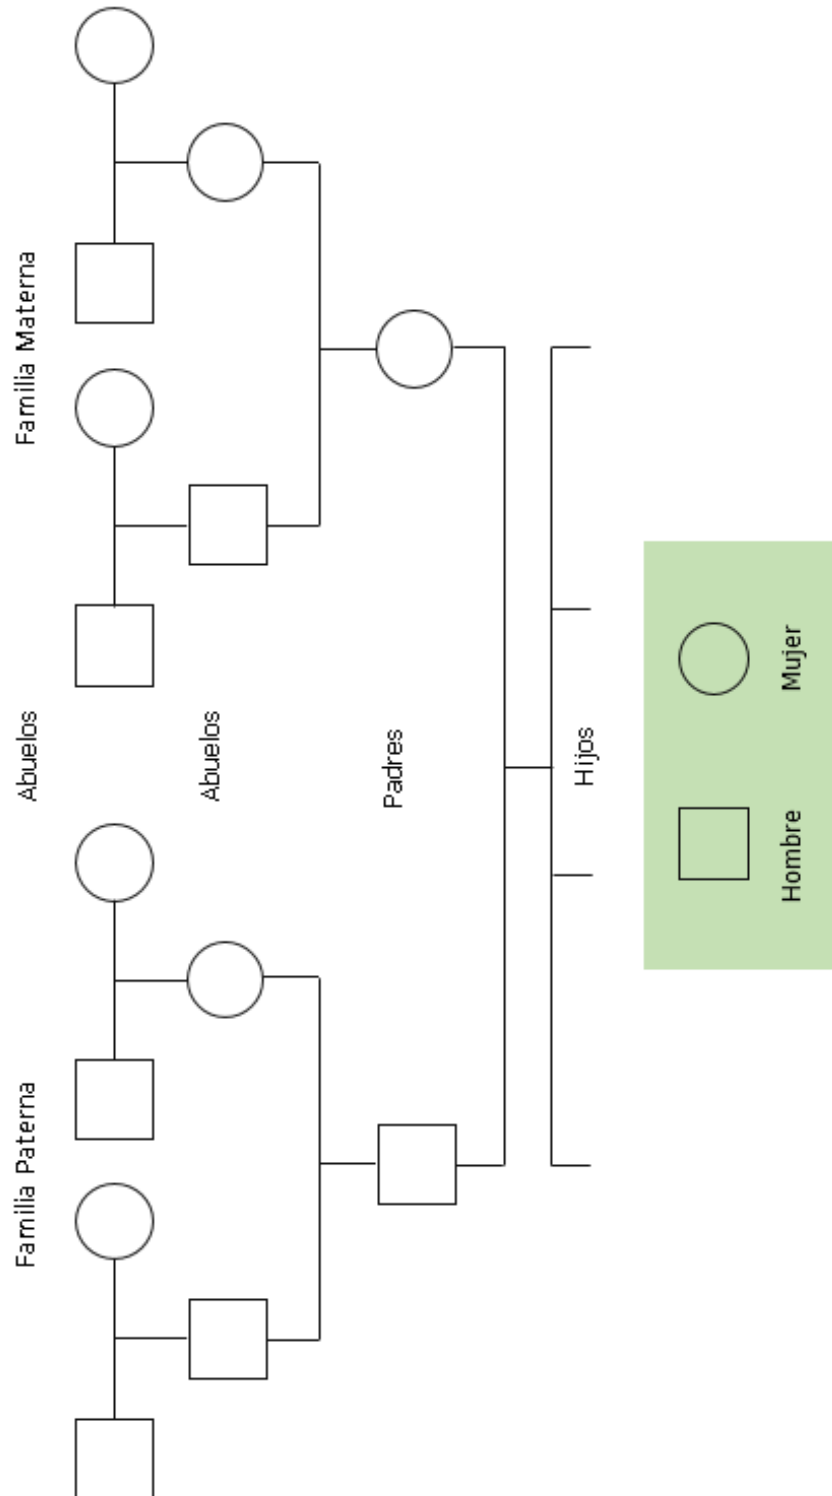 Familia Paterna
Abuelos
Familia Materna
Abuelos
Padres
Hijos
Hombre
Mujer